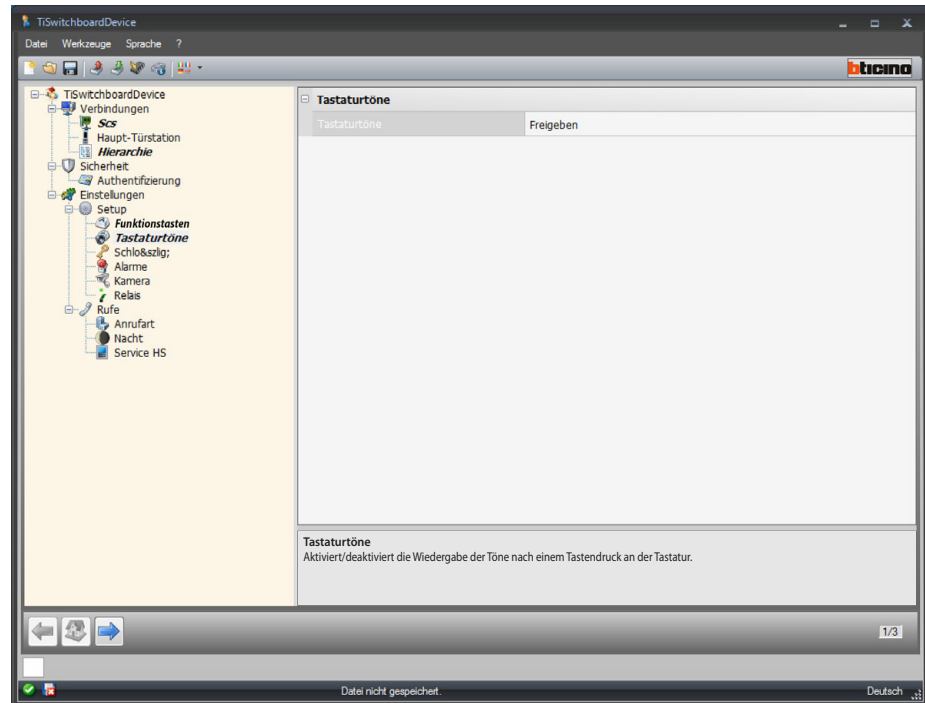 TiSwitchboardDevice
Datei Werkzeuge Sprache ?
bticino
TiSwitchboardDevice
Verbindungen
Scs
Haupt-Türstation
Hierarchie
Sicherheit
Authentifizierung
Einstellungen
Setup
Funktionstasten
Tastaturtöne
Schlo&szlig;
Alarme
Kamera
Relais
Rufe
Anrufart
Nacht
Service HS
Tastaturtöne
Tastaturtöne Freigeben
Tastaturtöne
Aktiviert/deaktiviert die Wiedergabe der Töne nach einem Tastendruck an der Tastatur.
1/3
Datei nicht gespeichert. Deutsch